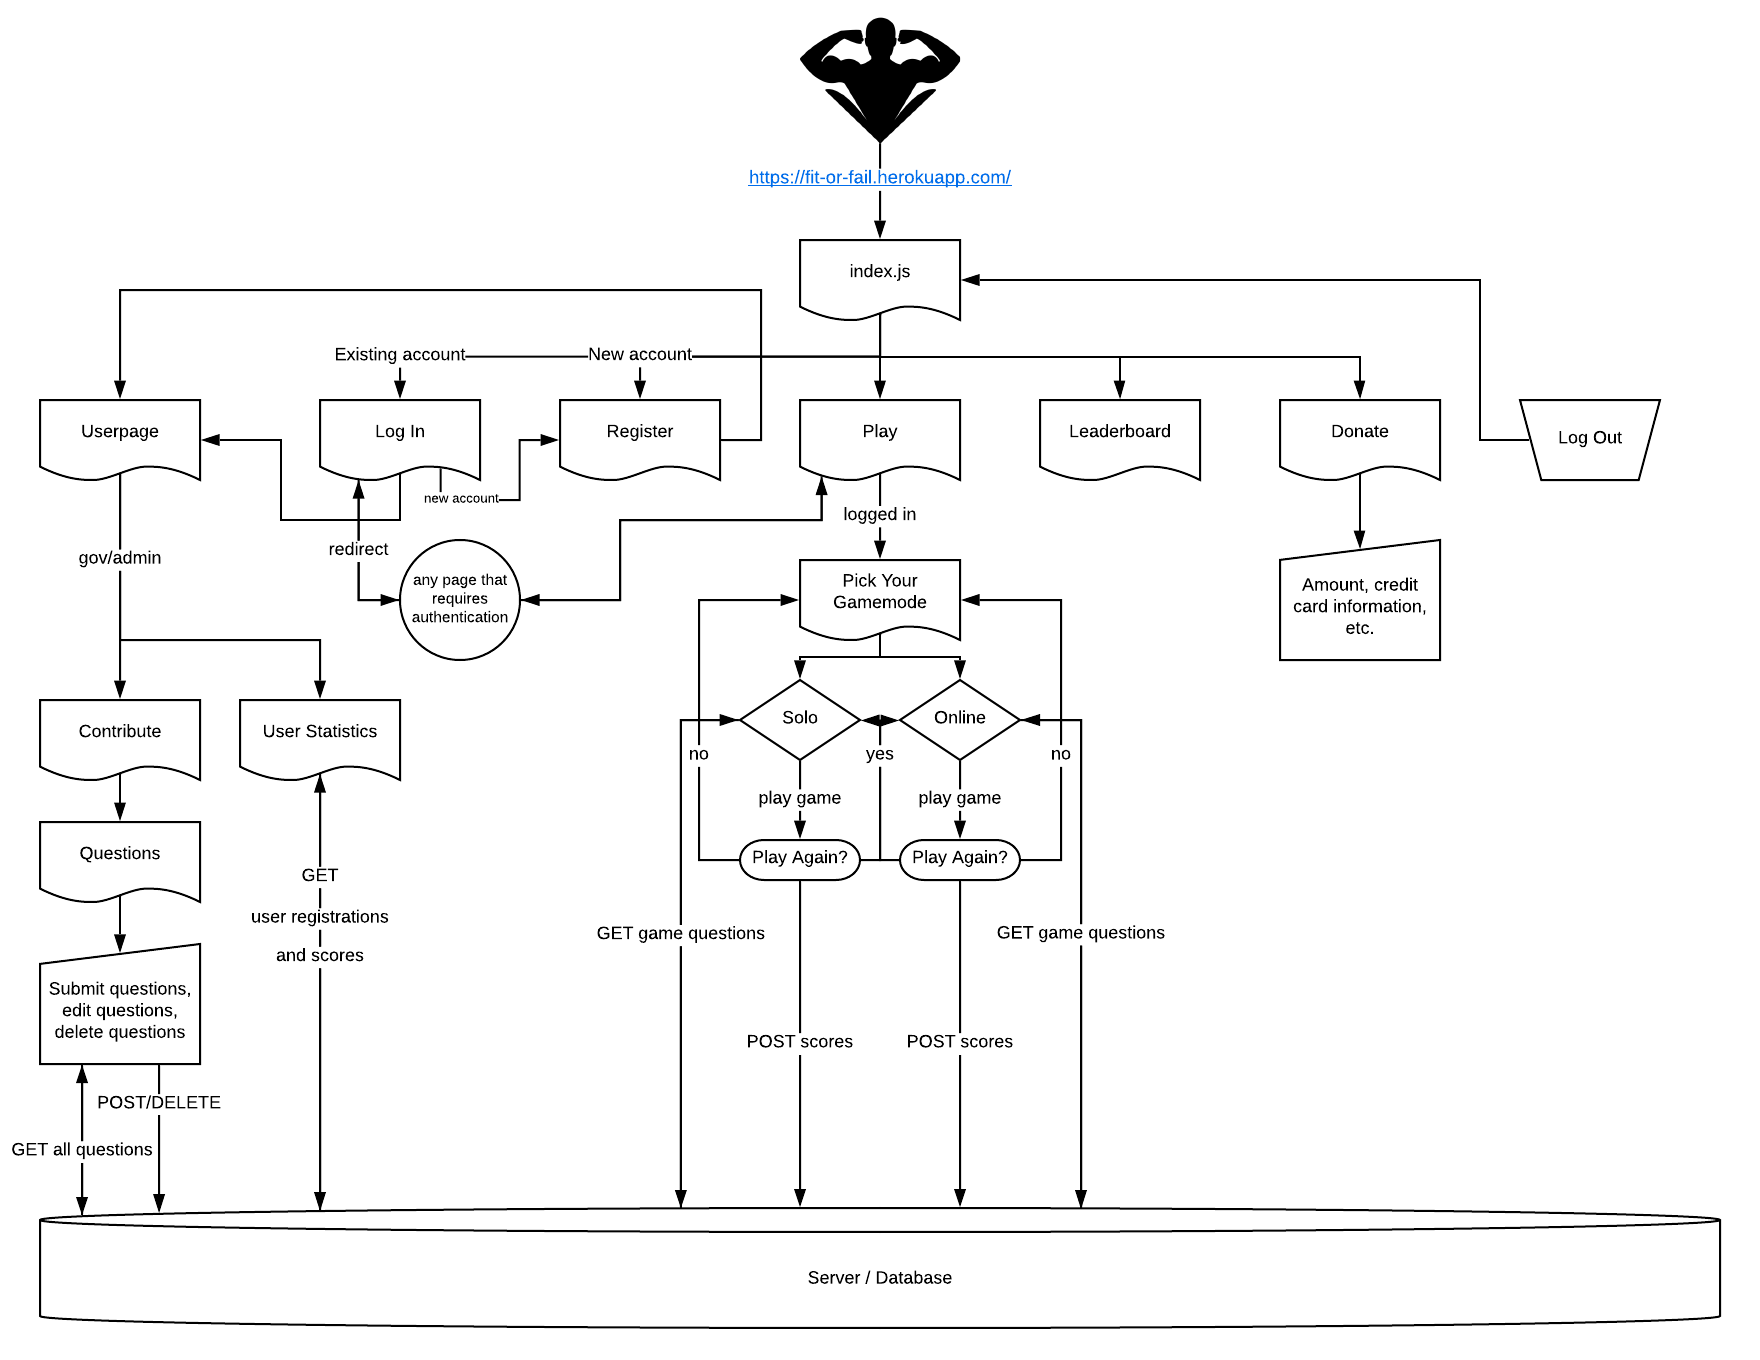 https://fit-or-fail.herokuapp.com/
index.js
Existing account
New account
Userpage
Log In
Register
Play
Leaderboard
Donate
Log Out
new account
logged in
redirect
gov/admin
any page that
requires
authentication
Pick Your
Gamemode
Amount, credit
card information,
etc.
Contribute
User Statistics
Solo
Online
no
yes
no
play game
play game
Questions
Play Again?
Play Again?
GET
user registrations
and scores
GET game questions
GET game questions
Submit questions,
edit questions,
delete questions
POST scores
POST scores
POST/DELETE
GET all questions
Server / Database